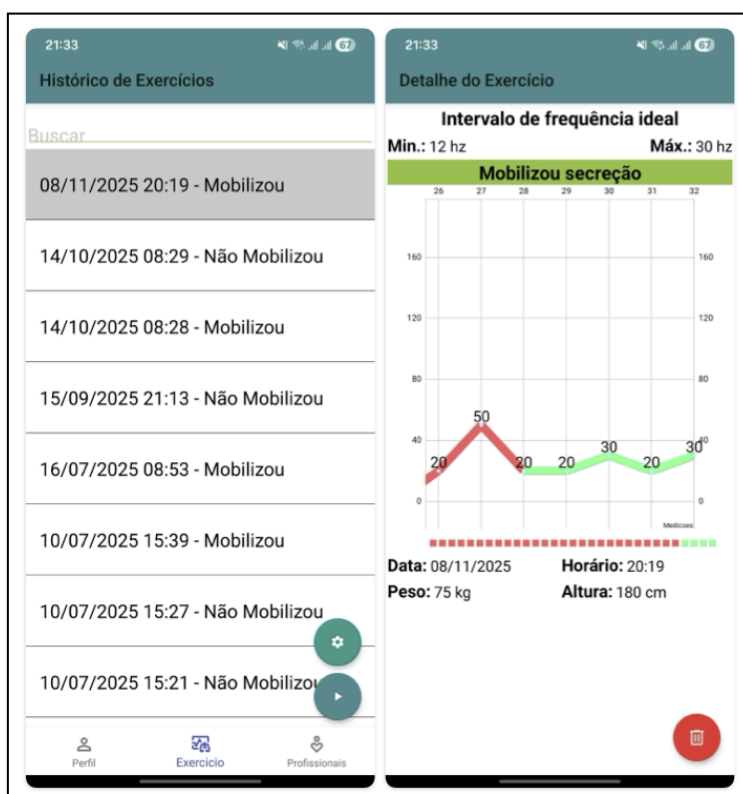 21:33
67
Histórico de Exercícios
Buscar
08/11/2025 20:19 - Mobilizou
14/10/2025 08:29 - Não Mobilizou
14/10/2025 08:28 - Mobilizou
15/09/2025 21:13 - Não Mobilizou
16/07/2025 08:53 - Mobilizou
10/07/2025 15:39 - Mobilizou
10/07/2025 15:27 - Não Mobilizou
10/07/2025 15:21 - Não Mobilizou
Perfil Exercicio Profissionais
21:33
67
Detalhe do Exercício
Intervalo de frequência ideal
Min.: 12 hz Máx.: 30 hz
Mobilizou secreção
26 27 28 29 30 31 32
160 160
120 120
80 80
50
40 30 30 40
20 20 20 20
0 0
Medicoes
Data: 08/11/2025 Horário: 20:19
Peso: 75 kg Altura: 180 cm